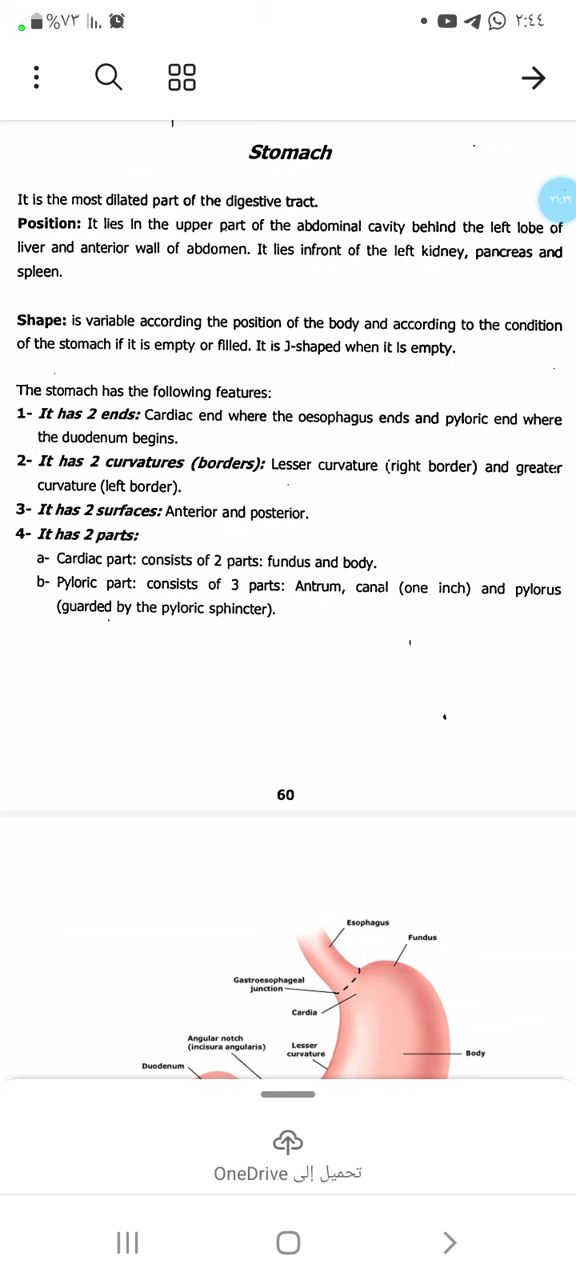 %٧٣
٢:٤٤
Stomach
It is the most dilated part of the digestive tract.
٢٦:٢٩
Position: It lies in the upper part of the abdominal cavity behind the left lobe of
liver and anterior wall of abdomen. It lies infront of the left kidney, pancreas and
spleen.
Shape: is variable according the position of the body and according to the condition
of the stomach if it is empty or filled. It is J-shaped when it is empty.
The stomach has the following features:
1- It has 2 ends: Cardiac end where the oesophagus ends and pyloric end where
the duodenum begins.
2- It has 2 curvatures (borders): Lesser curvature (right border) and greater
curvature (left border).
3- It has 2 surfaces: Anterior and posterior.
4- It has 2 parts:
a- Cardiac part: consists of 2 parts: fundus and body.
b- Pyloric part: consists of 3 parts: Antrum, canal (one inch) and pylorus
(guarded by the pyloric sphincter).
60
Esophagus
Fundus
Gastroesophageal
junction
Cardia
Angular notch
(incisura angularis)
Lesser
curvature
Body
Duodenum
تحميل إلى OneDrive